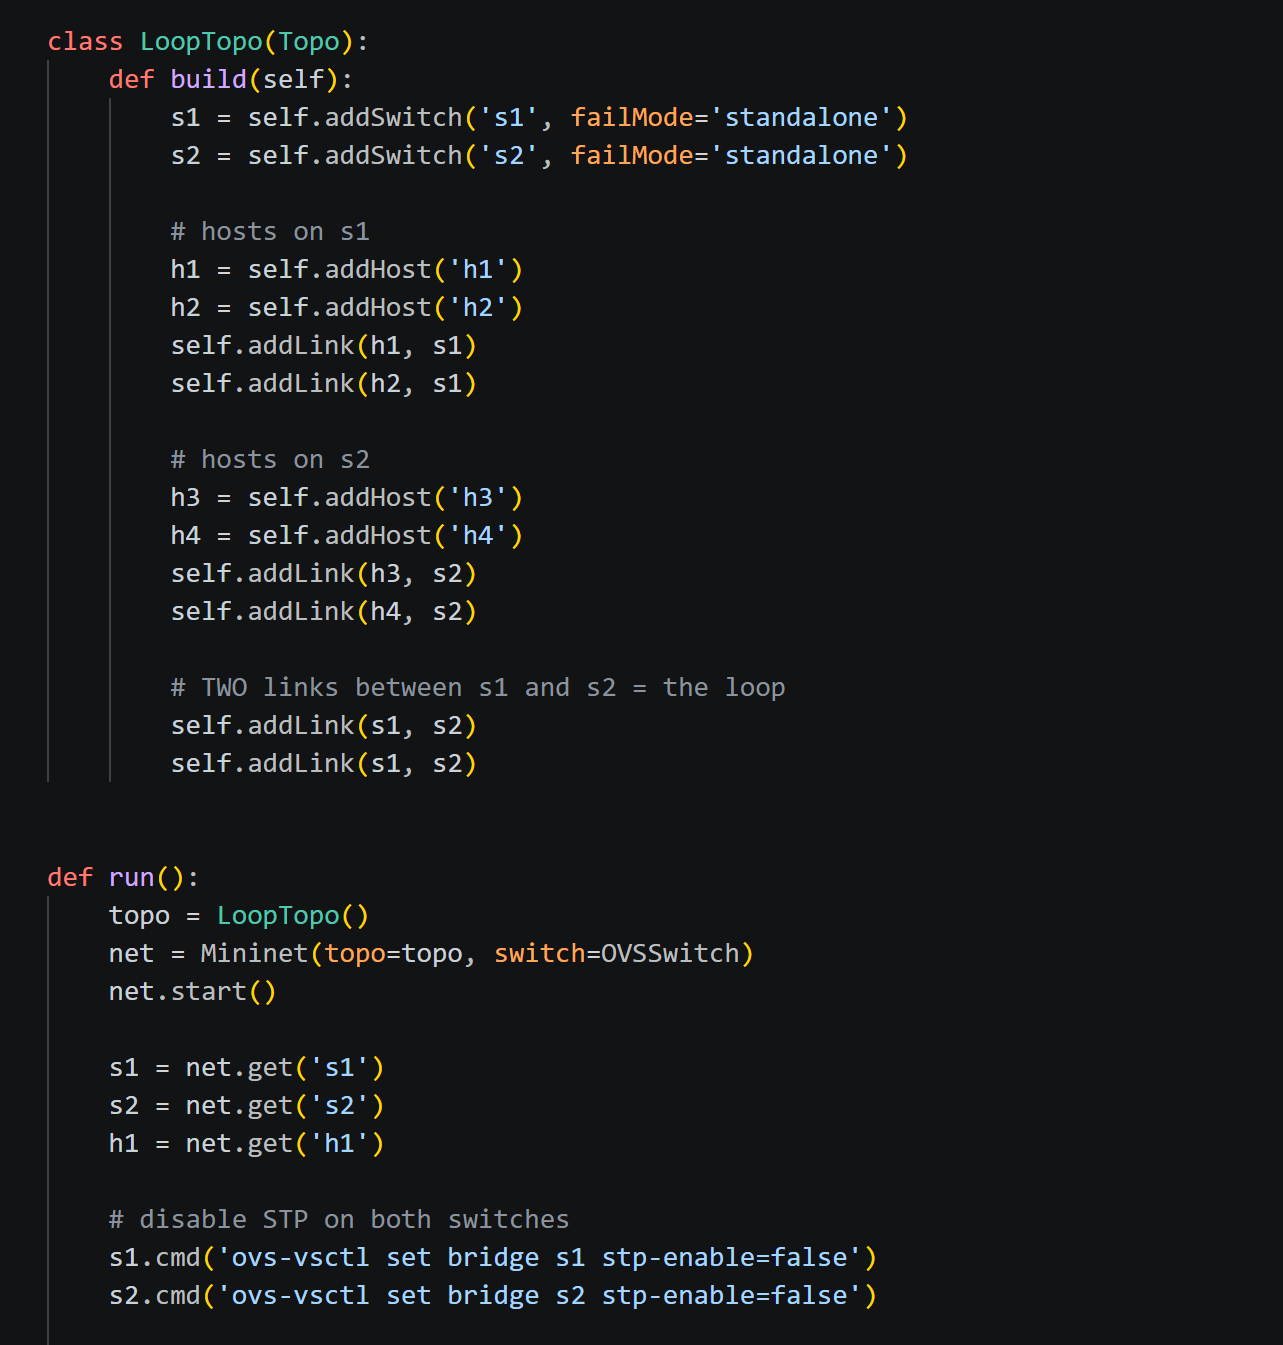 class LoopTopo(Topo):
    def build(self):
        s1 = self.addSwitch('s1', failMode='standalone')
        s2 = self.addSwitch('s2', failMode='standalone')

        # hosts on s1
        h1 = self.addHost('h1')
        h2 = self.addHost('h2')
        self.addLink(h1, s1)
        self.addLink(h2, s1)

        # hosts on s2
        h3 = self.addHost('h3')
        h4 = self.addHost('h4')
        self.addLink(h3, s2)
        self.addLink(h4, s2)

        # TWO links between s1 and s2 = the loop
        self.addLink(s1, s2)
        self.addLink(s1, s2)


def run():
    topo = LoopTopo()
    net = Mininet(topo=topo, switch=OVSSwitch)
    net.start()

    s1 = net.get('s1')
    s2 = net.get('s2')
    h1 = net.get('h1')

    # disable STP on both switches
    s1.cmd('ovs-vsctl set bridge s1 stp-enable=false')
    s2.cmd('ovs-vsctl set bridge s2 stp-enable=false')